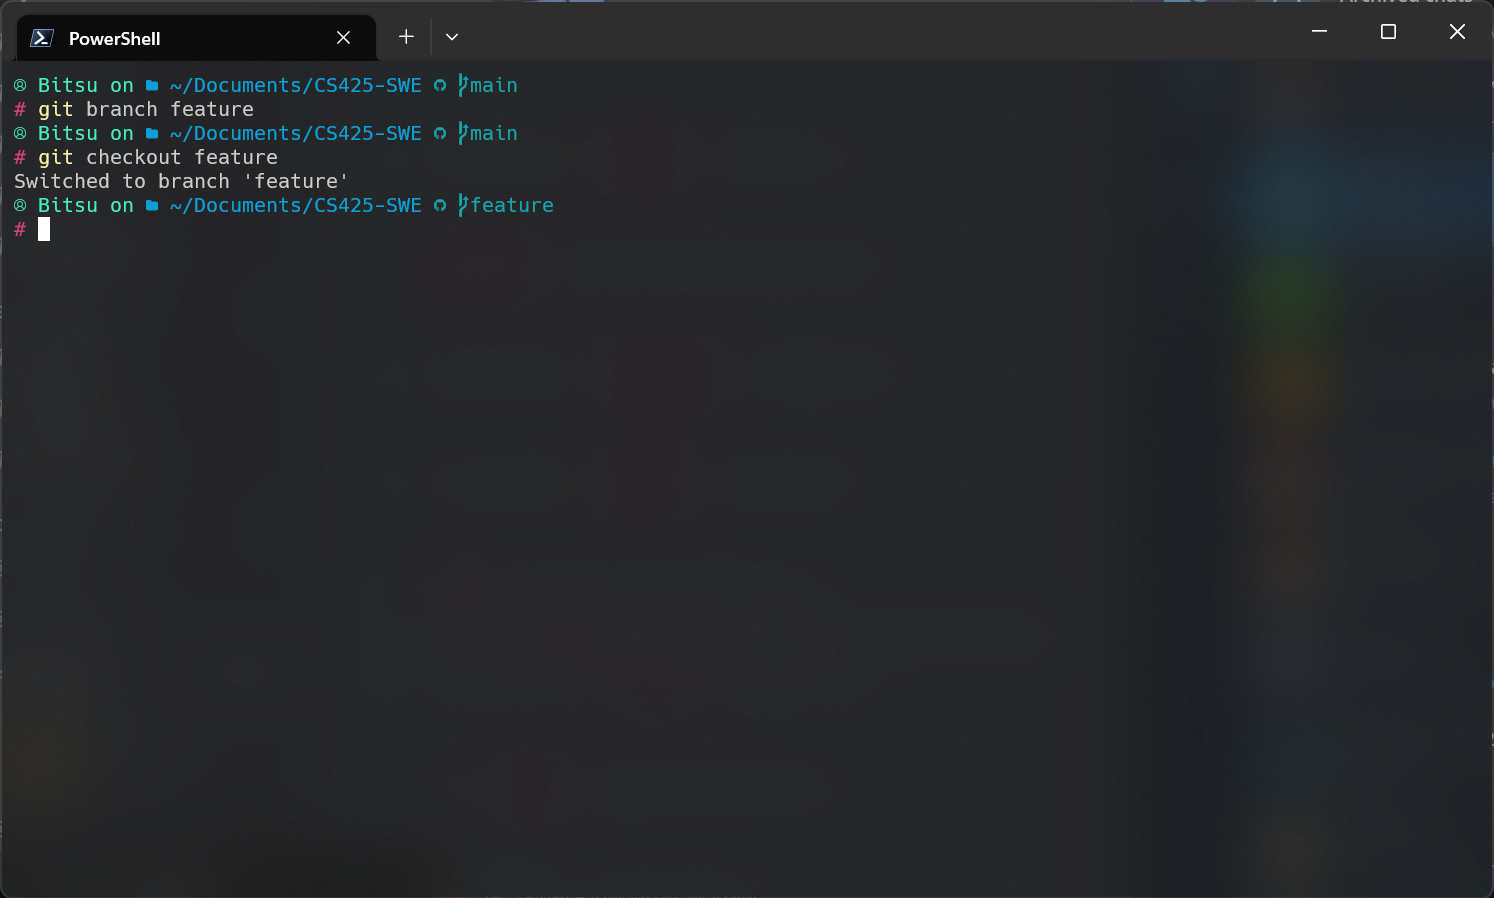 PowerShell
Bitsu on ~/Documents/CS425-SWE main
# git branch feature
Bitsu on ~/Documents/CS425-SWE main
# git checkout feature
Switched to branch 'feature'
Bitsu on ~/Documents/CS425-SWE feature
#